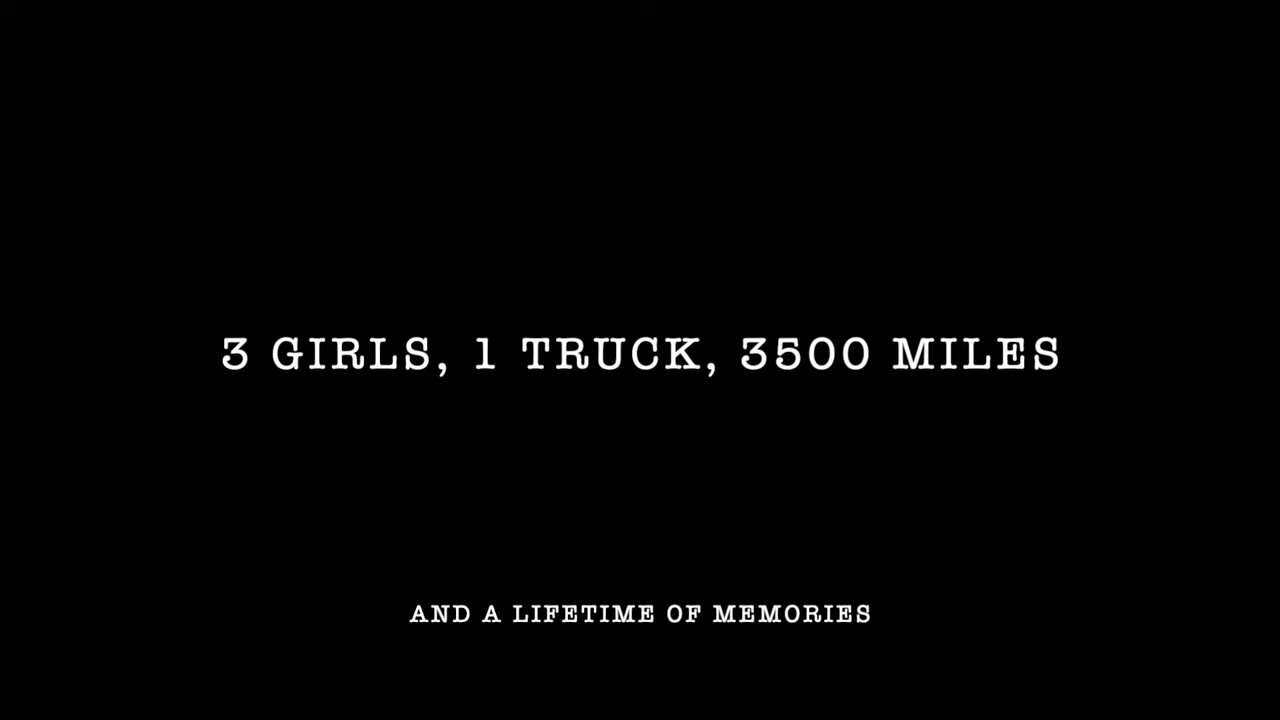 3 GIRLS, 1 TRUCK, 3500 MILES
AND A LIFETIME OF MEMORIES